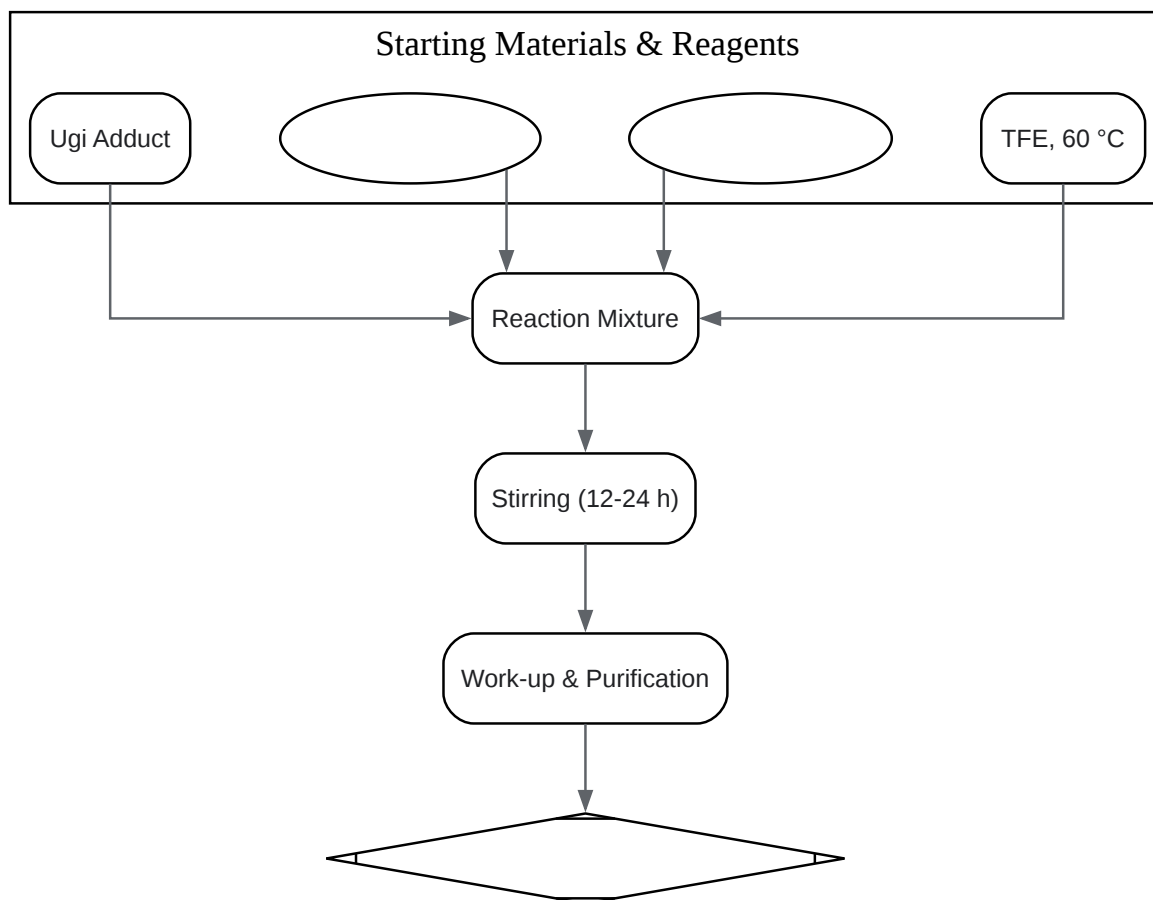 Starting Materials & Reagents
Ugi Adduct
TFE, 60 °C
Reaction Mixture
Stirring (12-24 h)
Work-up & Purification